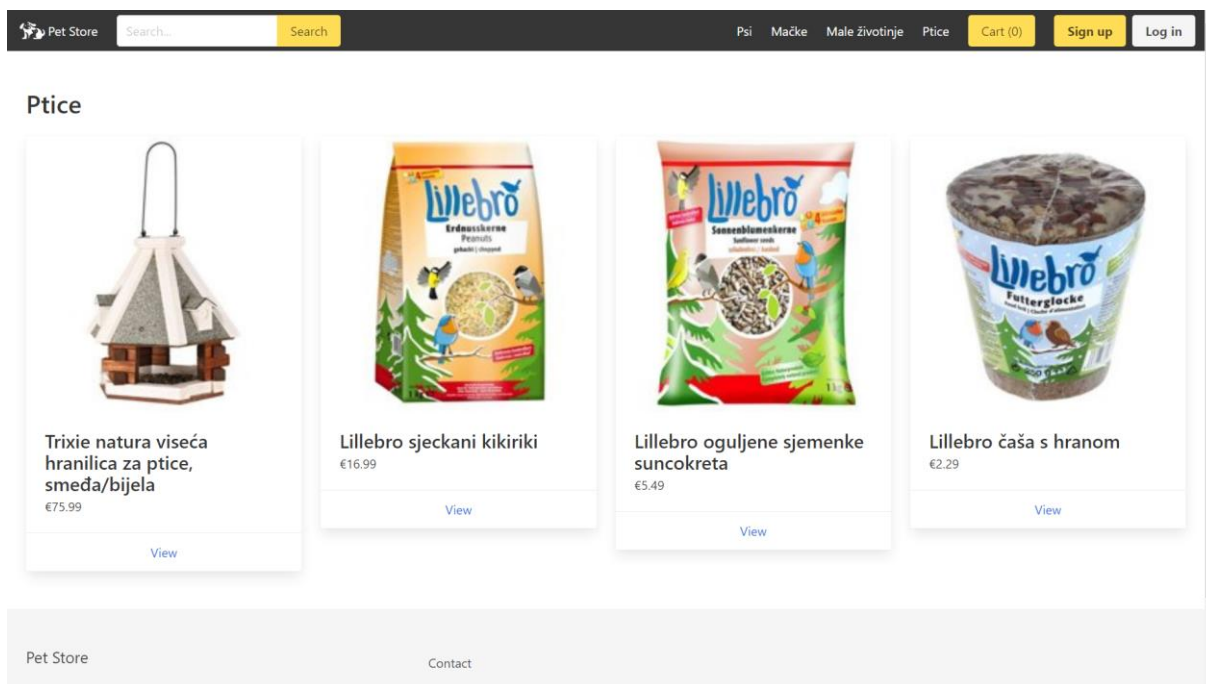 Pet Store
Search...
Search
Psi
Mačke
Male životinje
Ptice
Cart (0)
Sign up
Log in
Ptice
Lillebro
Erdnusskerne
Peanuts
gehackt | chopped
Lillebro
Sonnenblumenkerne
Sunflower seeds
Lillebro
Futterglocke
Trixie natura viseća
hranilica za ptice,
smeđa/bijela
€75.99
View
Lillebro sjeckani kikiriki
€16.99
View
Lillebro oguljene sjemenke
suncokreta
€5.49
View
Lillebro čaša s hranom
€2.29
View
Pet Store
Contact